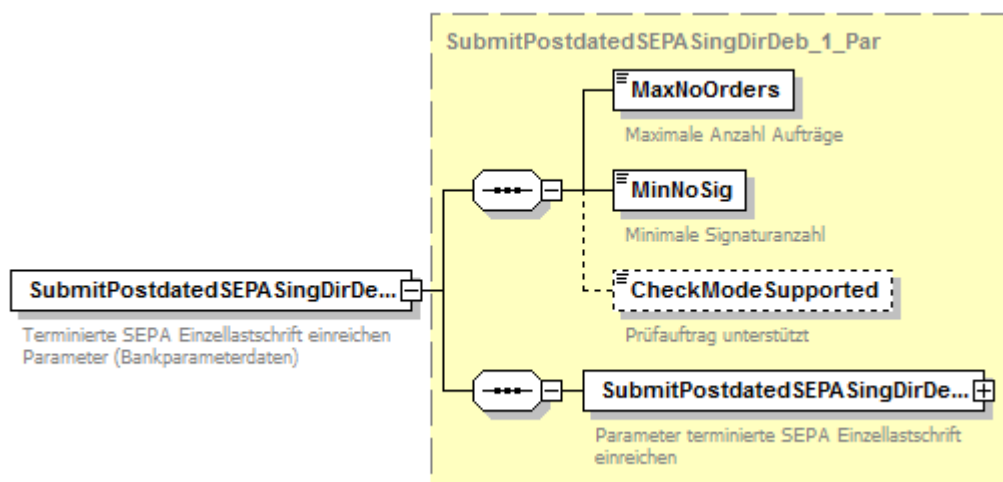 SubmitPostdatedSEPASingDirDeb_1_Par
MaxNoOrders
Maximale Anzahl Aufträge
MinNoSig
Minimale Signaturanzahl
CheckModeSupported
Prüfauftrag unterstützt
SubmitPostdatedSEPASingDirDe...
Terminierte SEPA Einzellastschrift einreichen
Parameter (Bankparameterdaten)
SubmitPostdatedSEPASingDirDe...
Parameter terminierte SEPA Einzellastschrift
einreichen